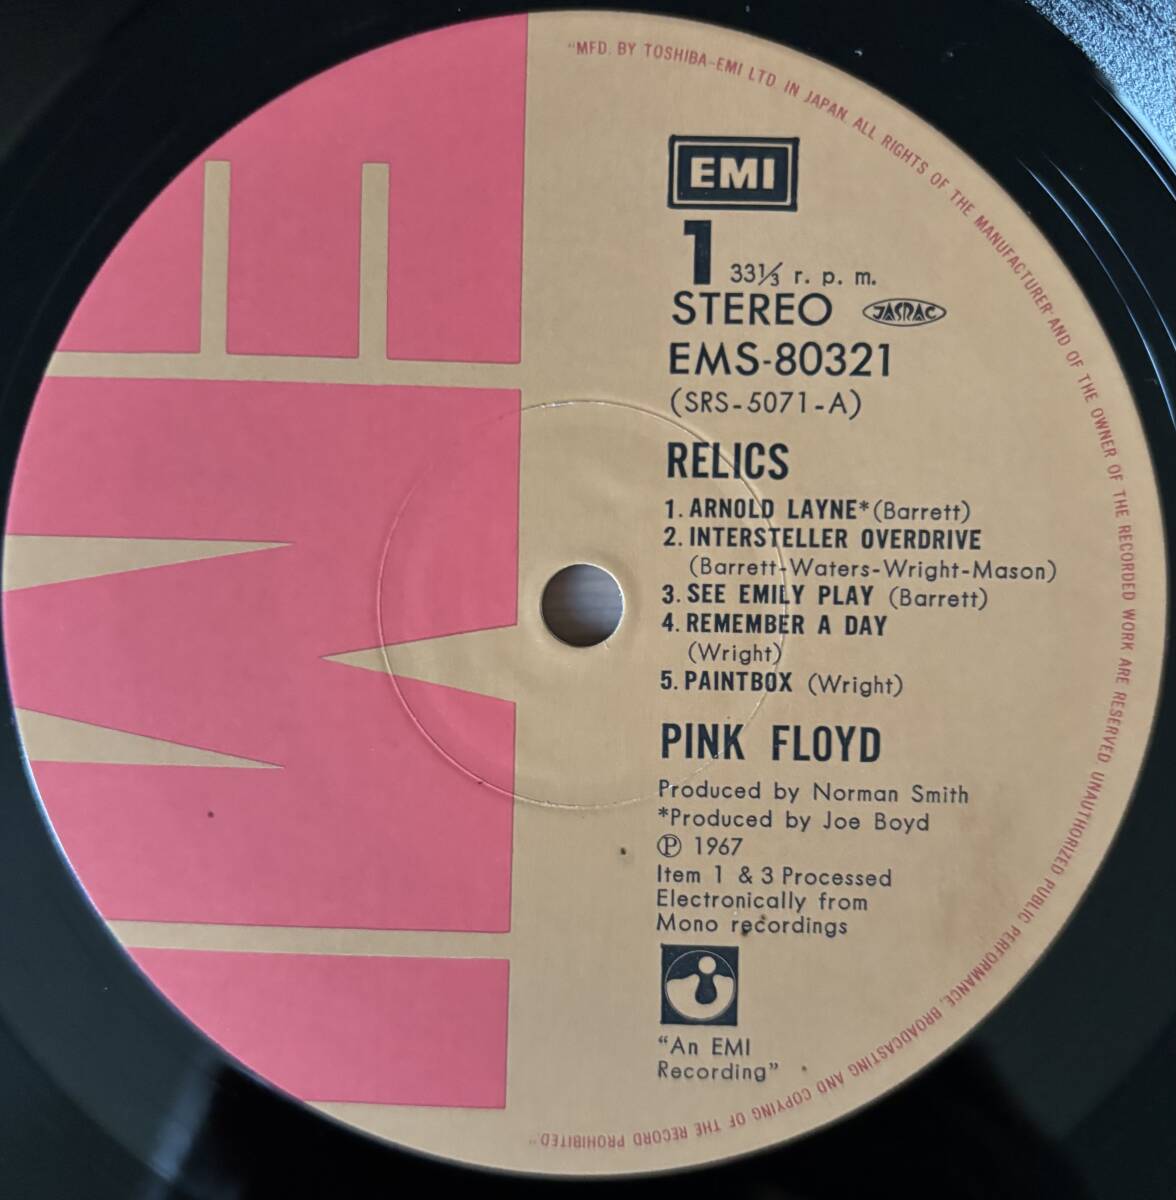 "MFD. BY TOSHIBA-EMI LTD. IN JAPAN. ALL RIGHTS OF THE MANUFACTURER AND OF THE OWNER OF THE RECORDED WORK ARE RESERVED UNAUTHORIZED PUBLIC PERFORMANCE, BROADCASTING AND COPYING OF THE RECORD PROHIBITED."
EMI
EMI
1 33⅓ r. p. m.
STEREO JASRAC
EMS-80321
(SRS-5071-A)
RELICS
1. ARNOLD LAYNE* (Barrett)
2. INTERSTELLER OVERDRIVE
(Barrett-Waters-Wright-Mason)
3. SEE EMILY PLAY (Barrett)
4. REMEMBER A DAY
(Wright)
5. PAINTBOX (Wright)
PINK FLOYD
Produced by Norman Smith
*Produced by Joe Boyd
Ⓟ 1967
Item 1 & 3 Processed
Electronically from
Mono recordings
"An EMI
Recording"